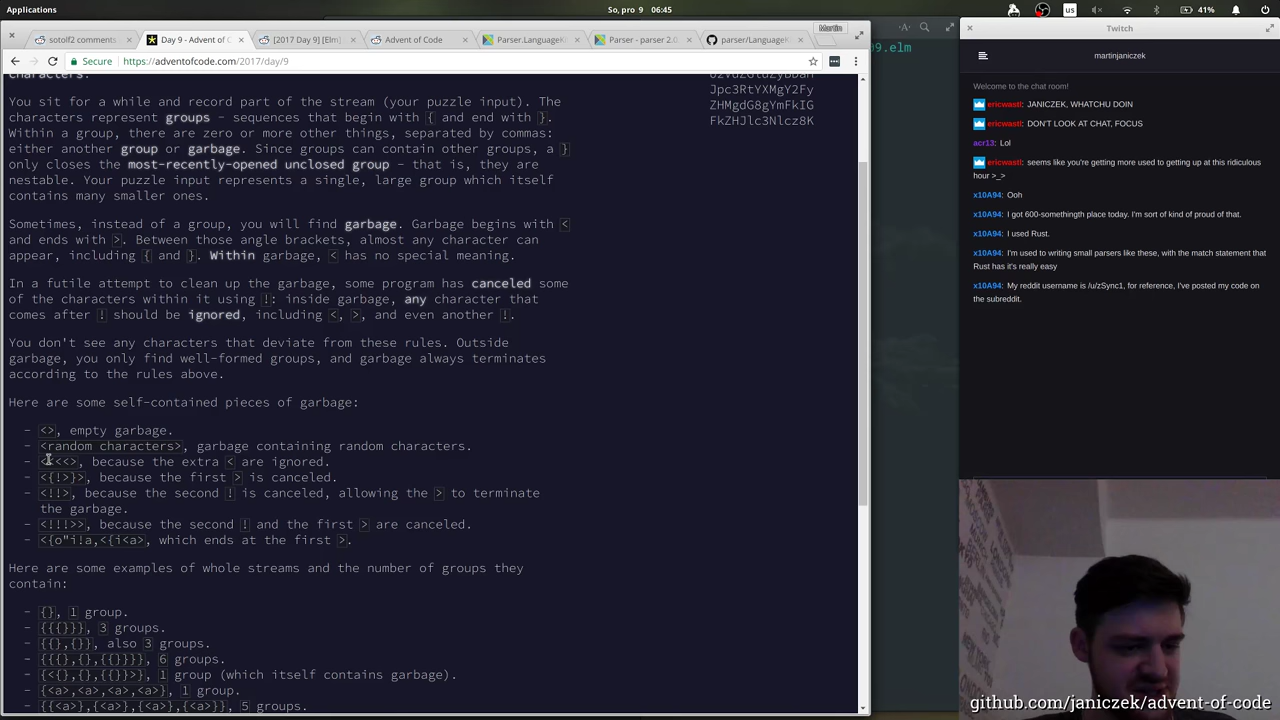 Applications
So, pro 9 06:45
us
41%
sotolf2 comment
Day 9 - Advent of C
[2017 Day 9] [Elm]
Advent of Code
Parser.LanguageK
Parser - parser 2.0.
parser/LanguageK
Martin
Secure
https://adventofcode.com/2017/day/9
09.elm
characters.
You sit for a while and record part of the stream (your puzzle input). The
characters represent groups - sequences that begin with { and end with }.
Within a group, there are zero or more other things, separated by commas:
either another group or garbage. Since groups can contain other groups, a }
only closes the most-recently-opened unclosed group - that is, they are
nestable. Your puzzle input represents a single, large group which itself
contains many smaller ones.
Sometimes, instead of a group, you will find garbage. Garbage begins with <
and ends with >. Between those angle brackets, almost any character can
appear, including { and }. Within garbage, < has no special meaning.
In a futile attempt to clean up the garbage, some program has canceled some
of the characters within it using !: inside garbage, any character that
comes after ! should be ignored, including <, >, and even another !.
You don't see any characters that deviate from these rules. Outside
garbage, you only find well-formed groups, and garbage always terminates
according to the rules above.
Here are some self-contained pieces of garbage:
- <>, empty garbage.
- <random characters>, garbage containing random characters.
- <<<<>, because the extra < are ignored.
- <{!>}>, because the first > is canceled.
- <!!>, because the second ! is canceled, allowing the > to terminate
the garbage.
- <!!!>>, because the second ! and the first > are canceled.
- <{o"i!a,<{i<a>, which ends at the first >.
Here are some examples of whole streams and the number of groups they
contain:
- {}, 1 group.
- {{{}}}, 3 groups.
- {{},{}}, also 3 groups.
- {{{},{},{{}}}}, 6 groups.
- {<{},{},{{}}>}, 1 group (which itself contains garbage).
- {<a>,<a>,<a>,<a>}, 1 group.
- {{<a>},{<a>},{<a>},{<a>}}, 5 groups.
Jpc3RtYXMgY2Fy
ZHMgdG8gYmFkIG
FkZHJlc3Nlcz8K
Twitch
martinjaniczek
Welcome to the chat room!
ericwastl: JANICZEK, WHATCHU DOIN
ericwastl: DON'T LOOK AT CHAT, FOCUS
acr13: Lol
ericwastl: seems like you're getting more used to getting up at this ridiculous
hour >_>
x10A94: Ooh
x10A94: I got 600-somethingth place today. I'm sort of kind of proud of that.
x10A94: I used Rust.
x10A94: I'm used to writing small parsers like these, with the match statement that
Rust has it's really easy
x10A94: My reddit username is /u/zSync1, for reference, I've posted my code on
the subreddit.
github.com/janiczek/advent-of-code